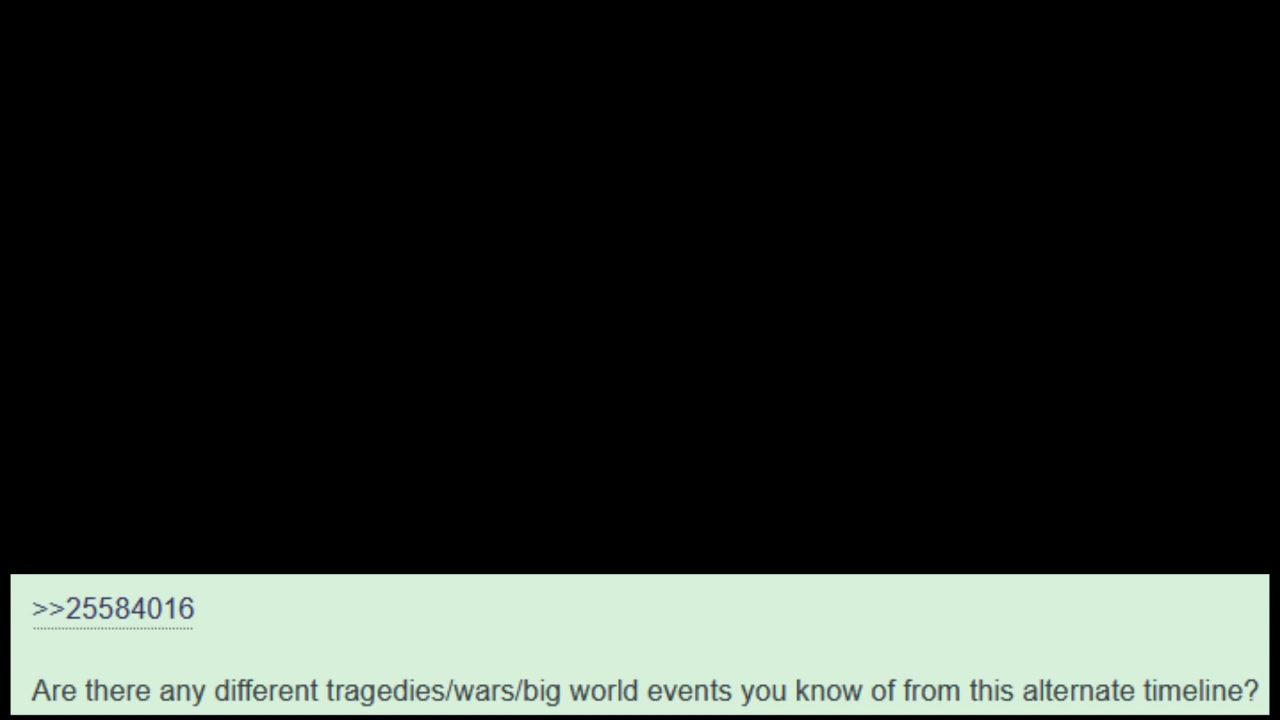 >>25584016
Are there any different tragedies/wars/big world events you know of from this alternate timeline?